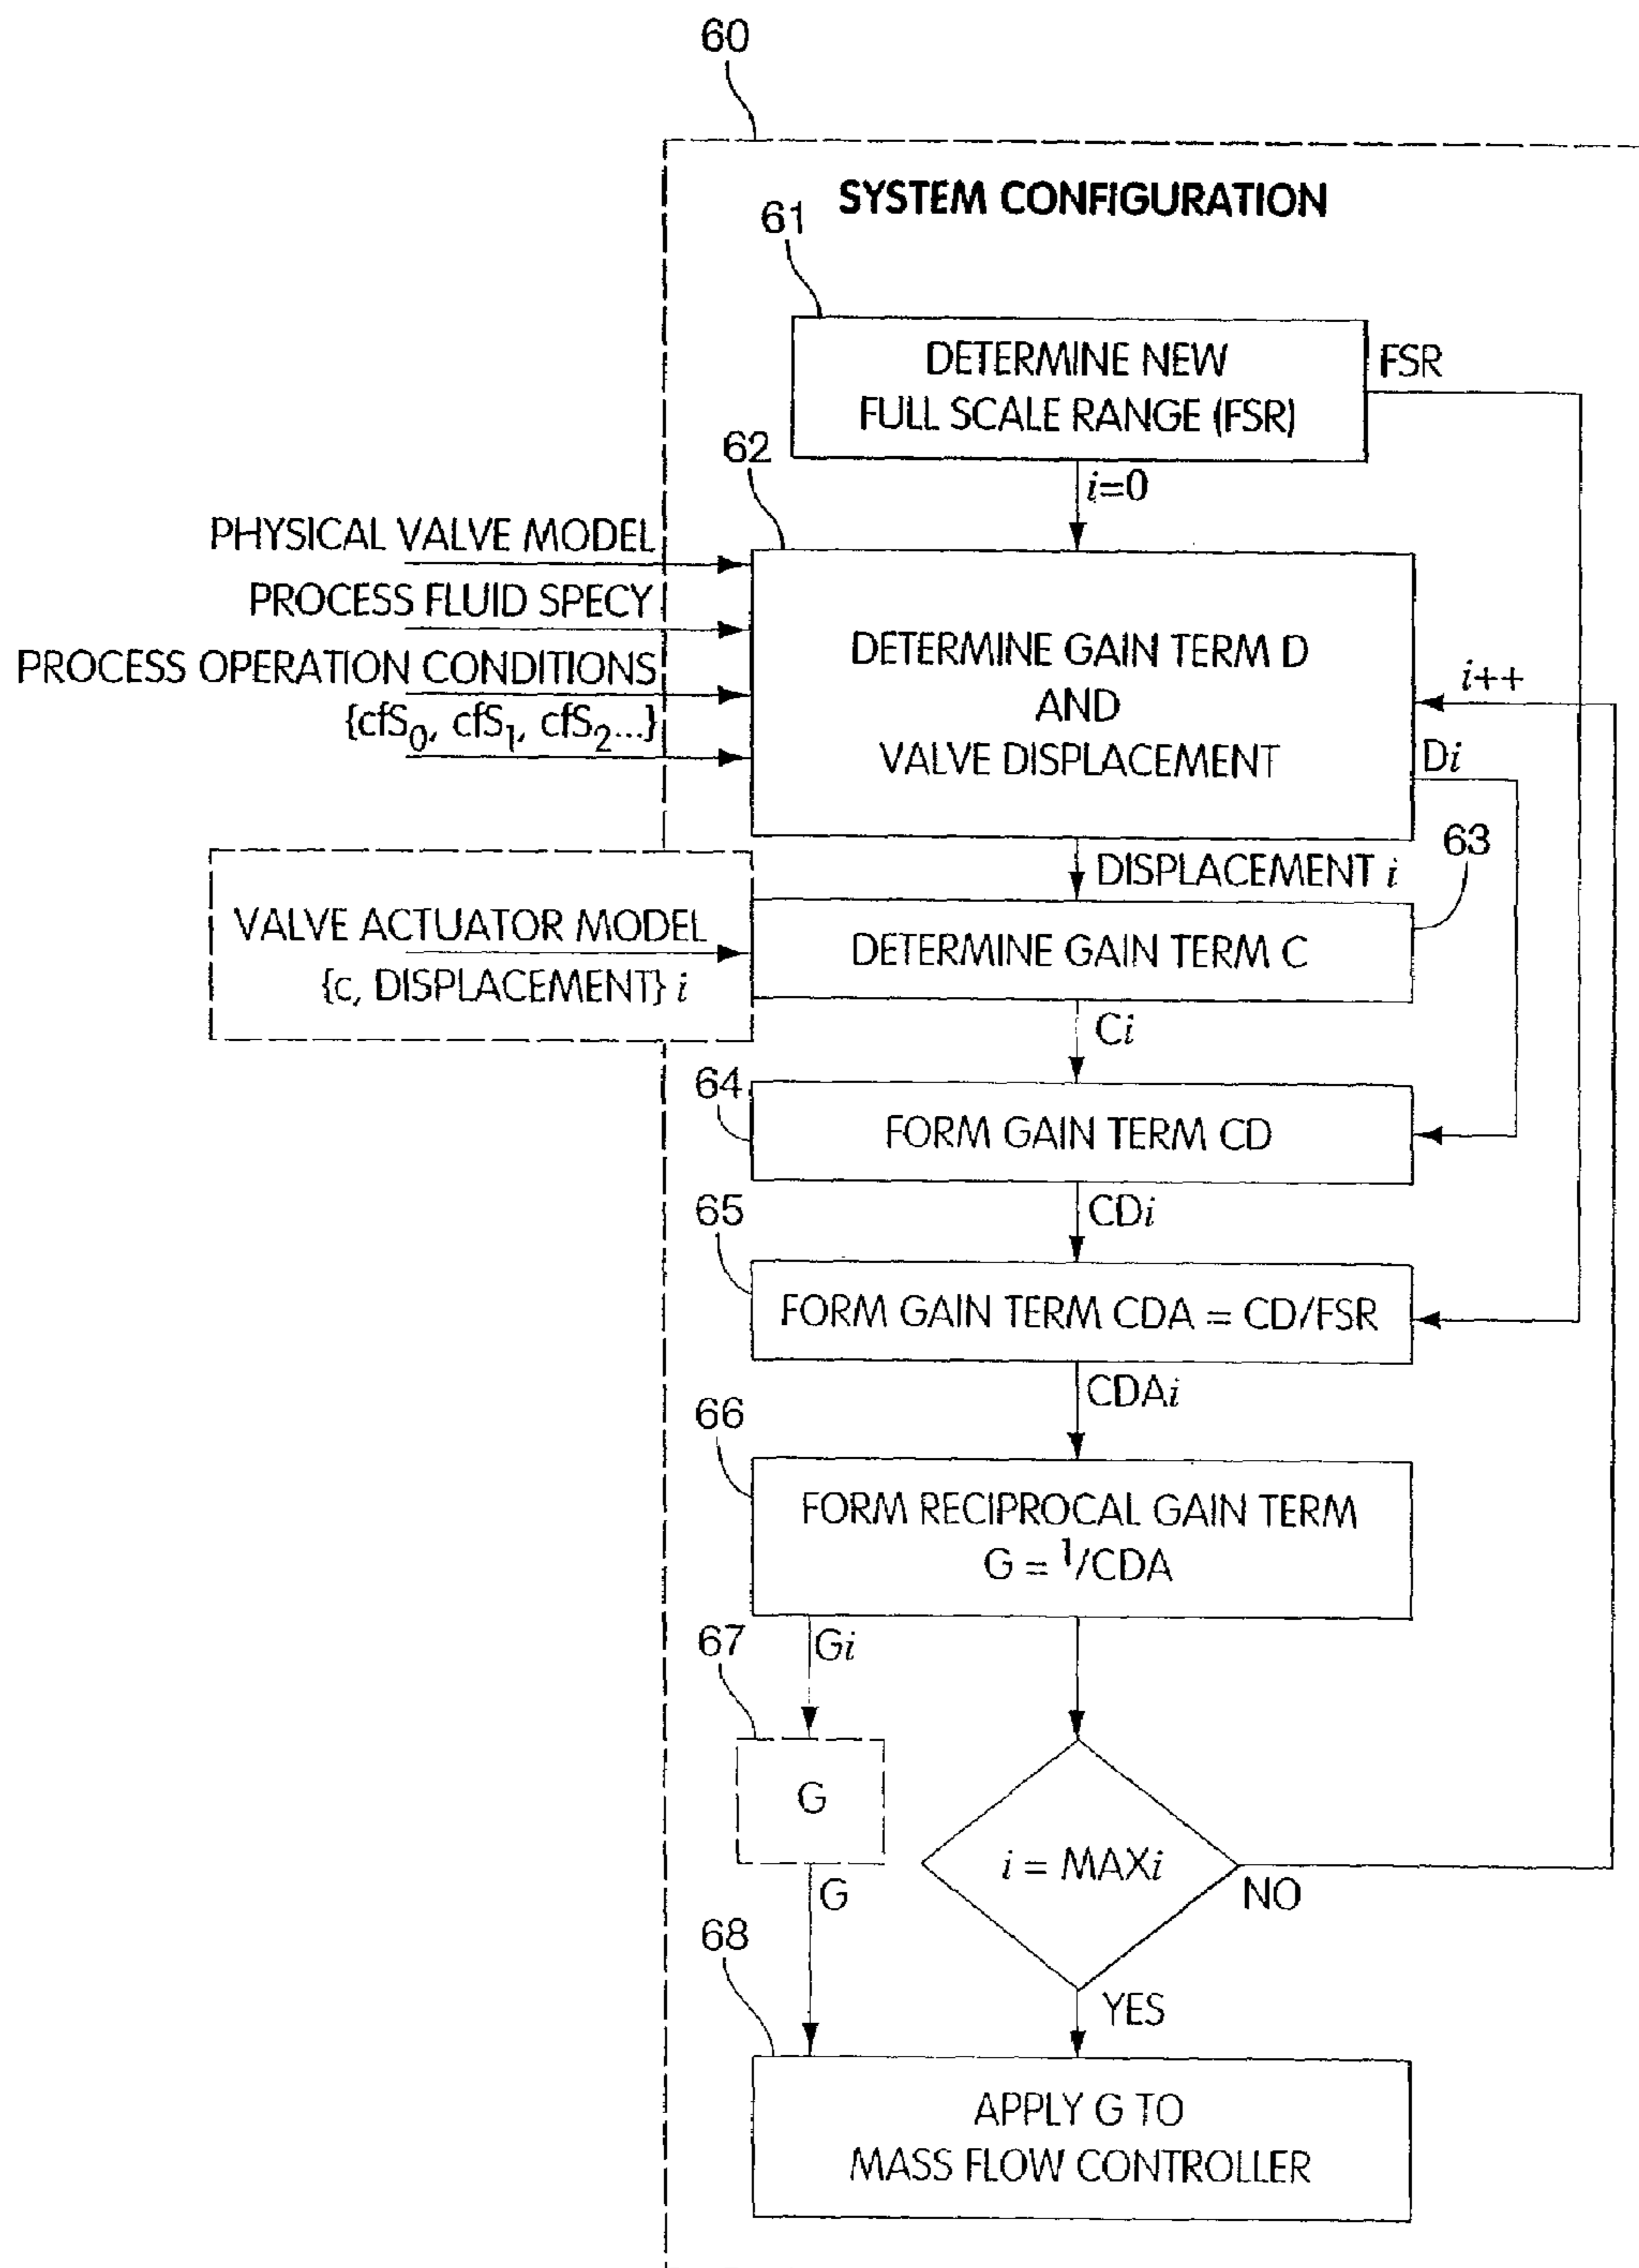 60
SYSTEM CONFIGURATION
61
DETERMINE NEW
FULL SCALE RANGE (FSR)
FSR
i=0
62
PHYSICAL VALVE MODEL
PROCESS FLUID SPECY
PROCESS OPERATION CONDITIONS
{cfS₀, cfS₁, cfS₂...}
DETERMINE GAIN TERM D
AND
VALVE DISPLACEMENT
i++
Di
DISPLACEMENT i
63
VALVE ACTUATOR MODEL
{c, DISPLACEMENT} i
DETERMINE GAIN TERM C
Ci
64
FORM GAIN TERM CD
CDi
65
FORM GAIN TERM CDA = CD/FSR
CDAi
66
FORM RECIPROCAL GAIN TERM
G = 1/CDA
Gi
67
G
G
i = MAXi
NO
YES
68
APPLY G TO
MASS FLOW CONTROLLER